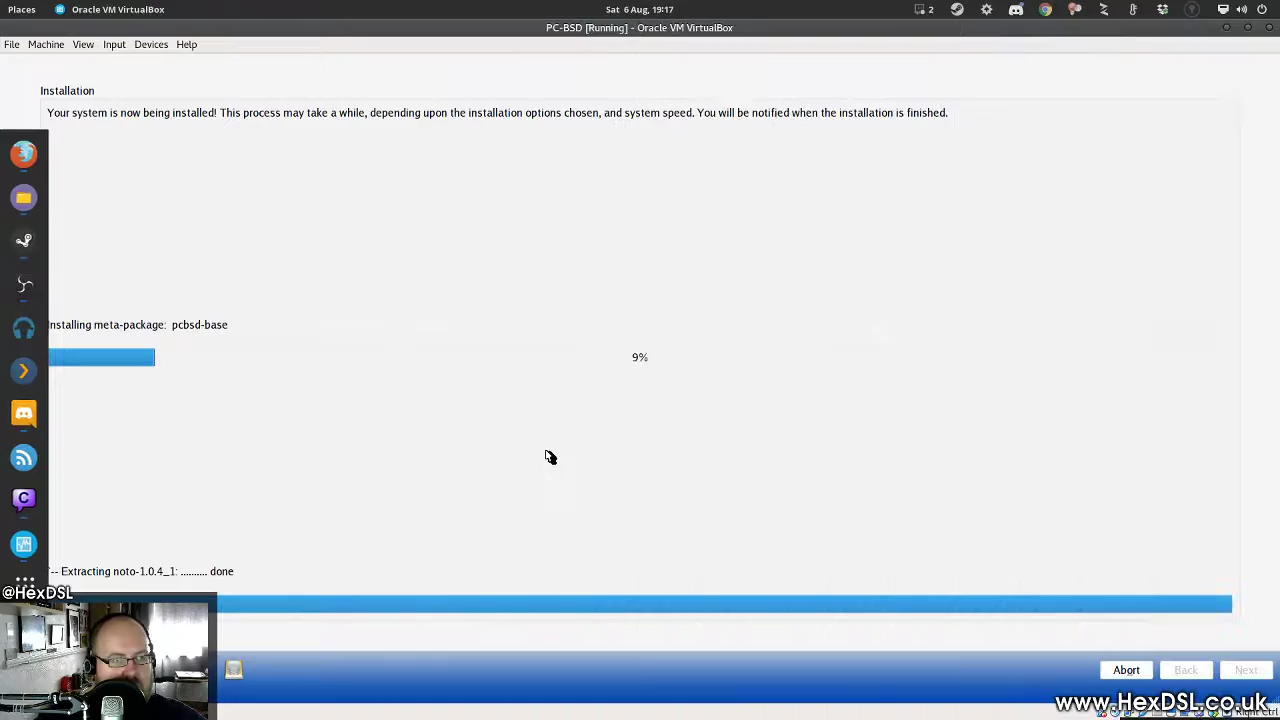 Places Oracle VM VirtualBox Sat 6 Aug, 19:17 2
PC-BSD [Running] - Oracle VM VirtualBox
File Machine View Input Devices Help
Installation
Your system is now being installed! This process may take a while, depending upon the installation options chosen, and system speed. You will be notified when the installation is finished.
Installing meta-package: pcbsd-base
9%
`-- Extracting noto-1.0.4_1: .......... done
@HexDSL
Abort Back Next
www.HexDSL.co.uk
Right Ctrl